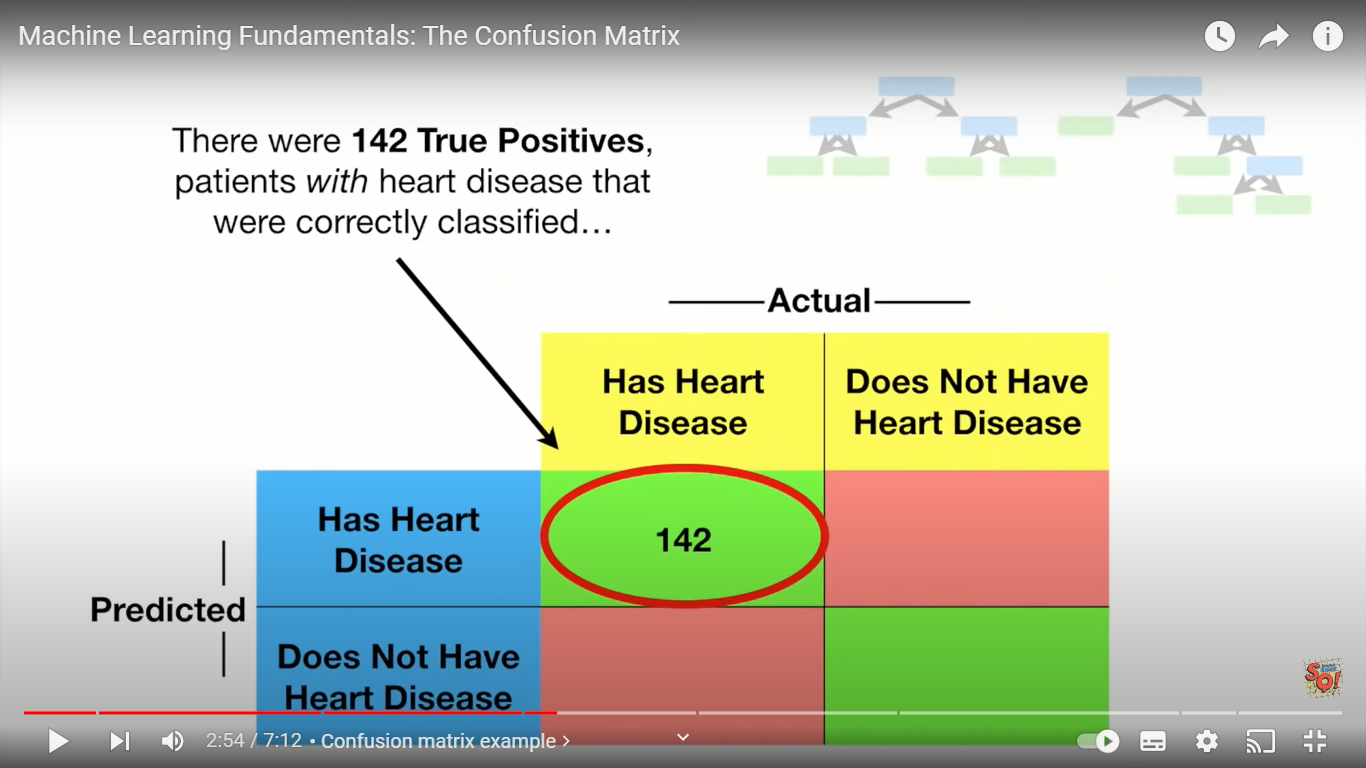 Machine Learning Fundamentals: The Confusion Matrix
There were 142 True Positives,
patients with heart disease that
were correctly classified…
Actual
Has Heart
Disease
Does Not Have
Heart Disease
Has Heart
Disease
142
Predicted
Does Not Have
Heart Disease
SQ!
2:54 / 7:12 • Confusion matrix example